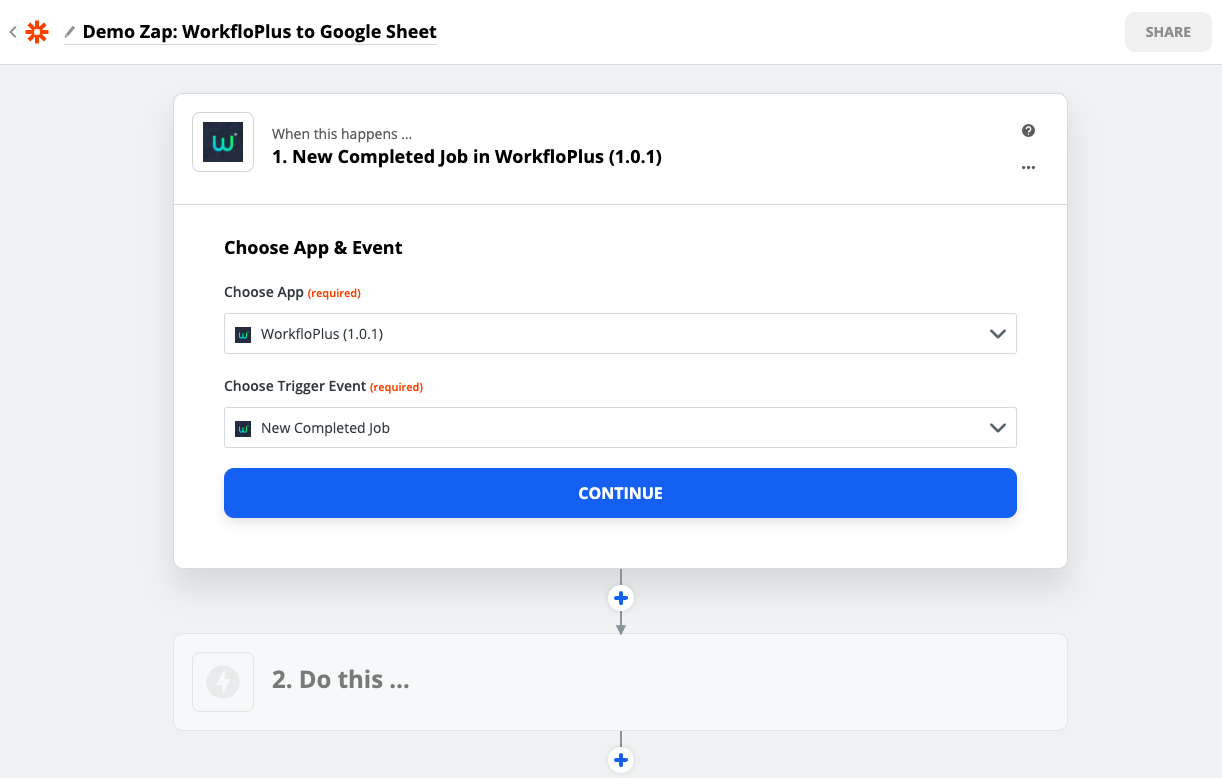 Demo Zap: WorkfloPlus to Google Sheet
SHARE
When this happens ...
1. New Completed Job in WorkfloPlus (1.0.1)
Choose App & Event
Choose App (required)
WorkfloPlus (1.0.1)
Choose Trigger Event (required)
New Completed Job
CONTINUE
2. Do this ...